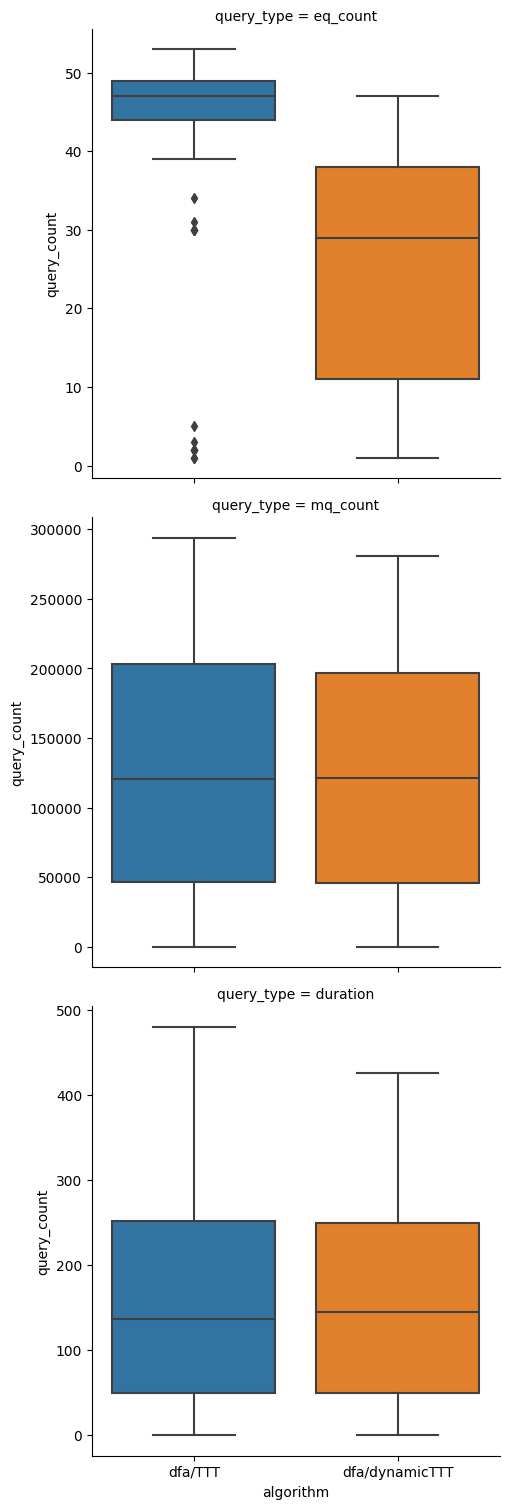 query_type = eq_count
50
40
30
20
10
0
query_count
query_type = mq_count
300000
250000
200000
150000
100000
50000
0
query_count
query_type = duration
500
400
300
200
100
0
query_count
dfa/TTT
dfa/dynamicTTT
algorithm